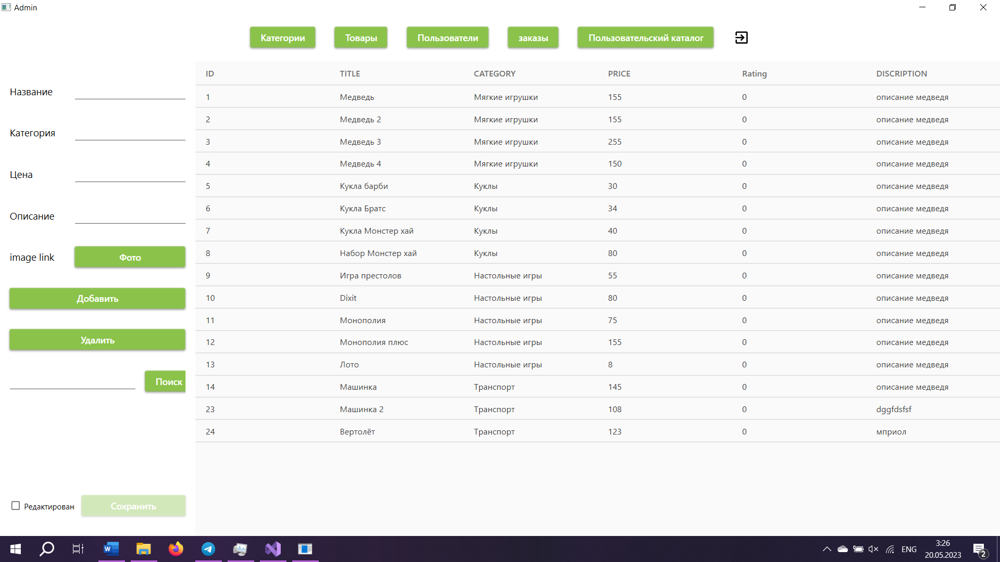 Admin
Категории Товары Пользователи заказы Пользовательский каталог
ID TITLE CATEGORY PRICE Rating DISCRIPTION
Название
Категория
Цена
Описание
image link Фото
Добавить
Удалить
Поиск
Редактирован Сохранить
1 Медведь Мягкие игрушки 155 0 описание медведя
2 Медведь 2 Мягкие игрушки 155 0 описание медведя
3 Медведь 3 Мягкие игрушки 255 0 описание медведя
4 Медведь 4 Мягкие игрушки 150 0 описание медведя
5 Кукла барби Куклы 30 0 описание медведя
6 Кукла Братс Куклы 34 0 описание медведя
7 Кукла Монстер хай Куклы 40 0 описание медведя
8 Набор Монстер хай Куклы 80 0 описание медведя
9 Игра престолов Настольные игры 55 0 описание медведя
10 Dixit Настольные игры 80 0 описание медведя
11 Монополия Настольные игры 75 0 описание медведя
12 Монополия плюс Настольные игры 155 0 описание медведя
13 Лото Настольные игры 8 0 описание медведя
14 Машинка Транспорт 145 0 описание медведя
23 Машинка 2 Транспорт 108 0 dggfdsfsf
24 Вертолёт Транспорт 123 0 мприол
W
ENG
3:26
20.05.2023
2